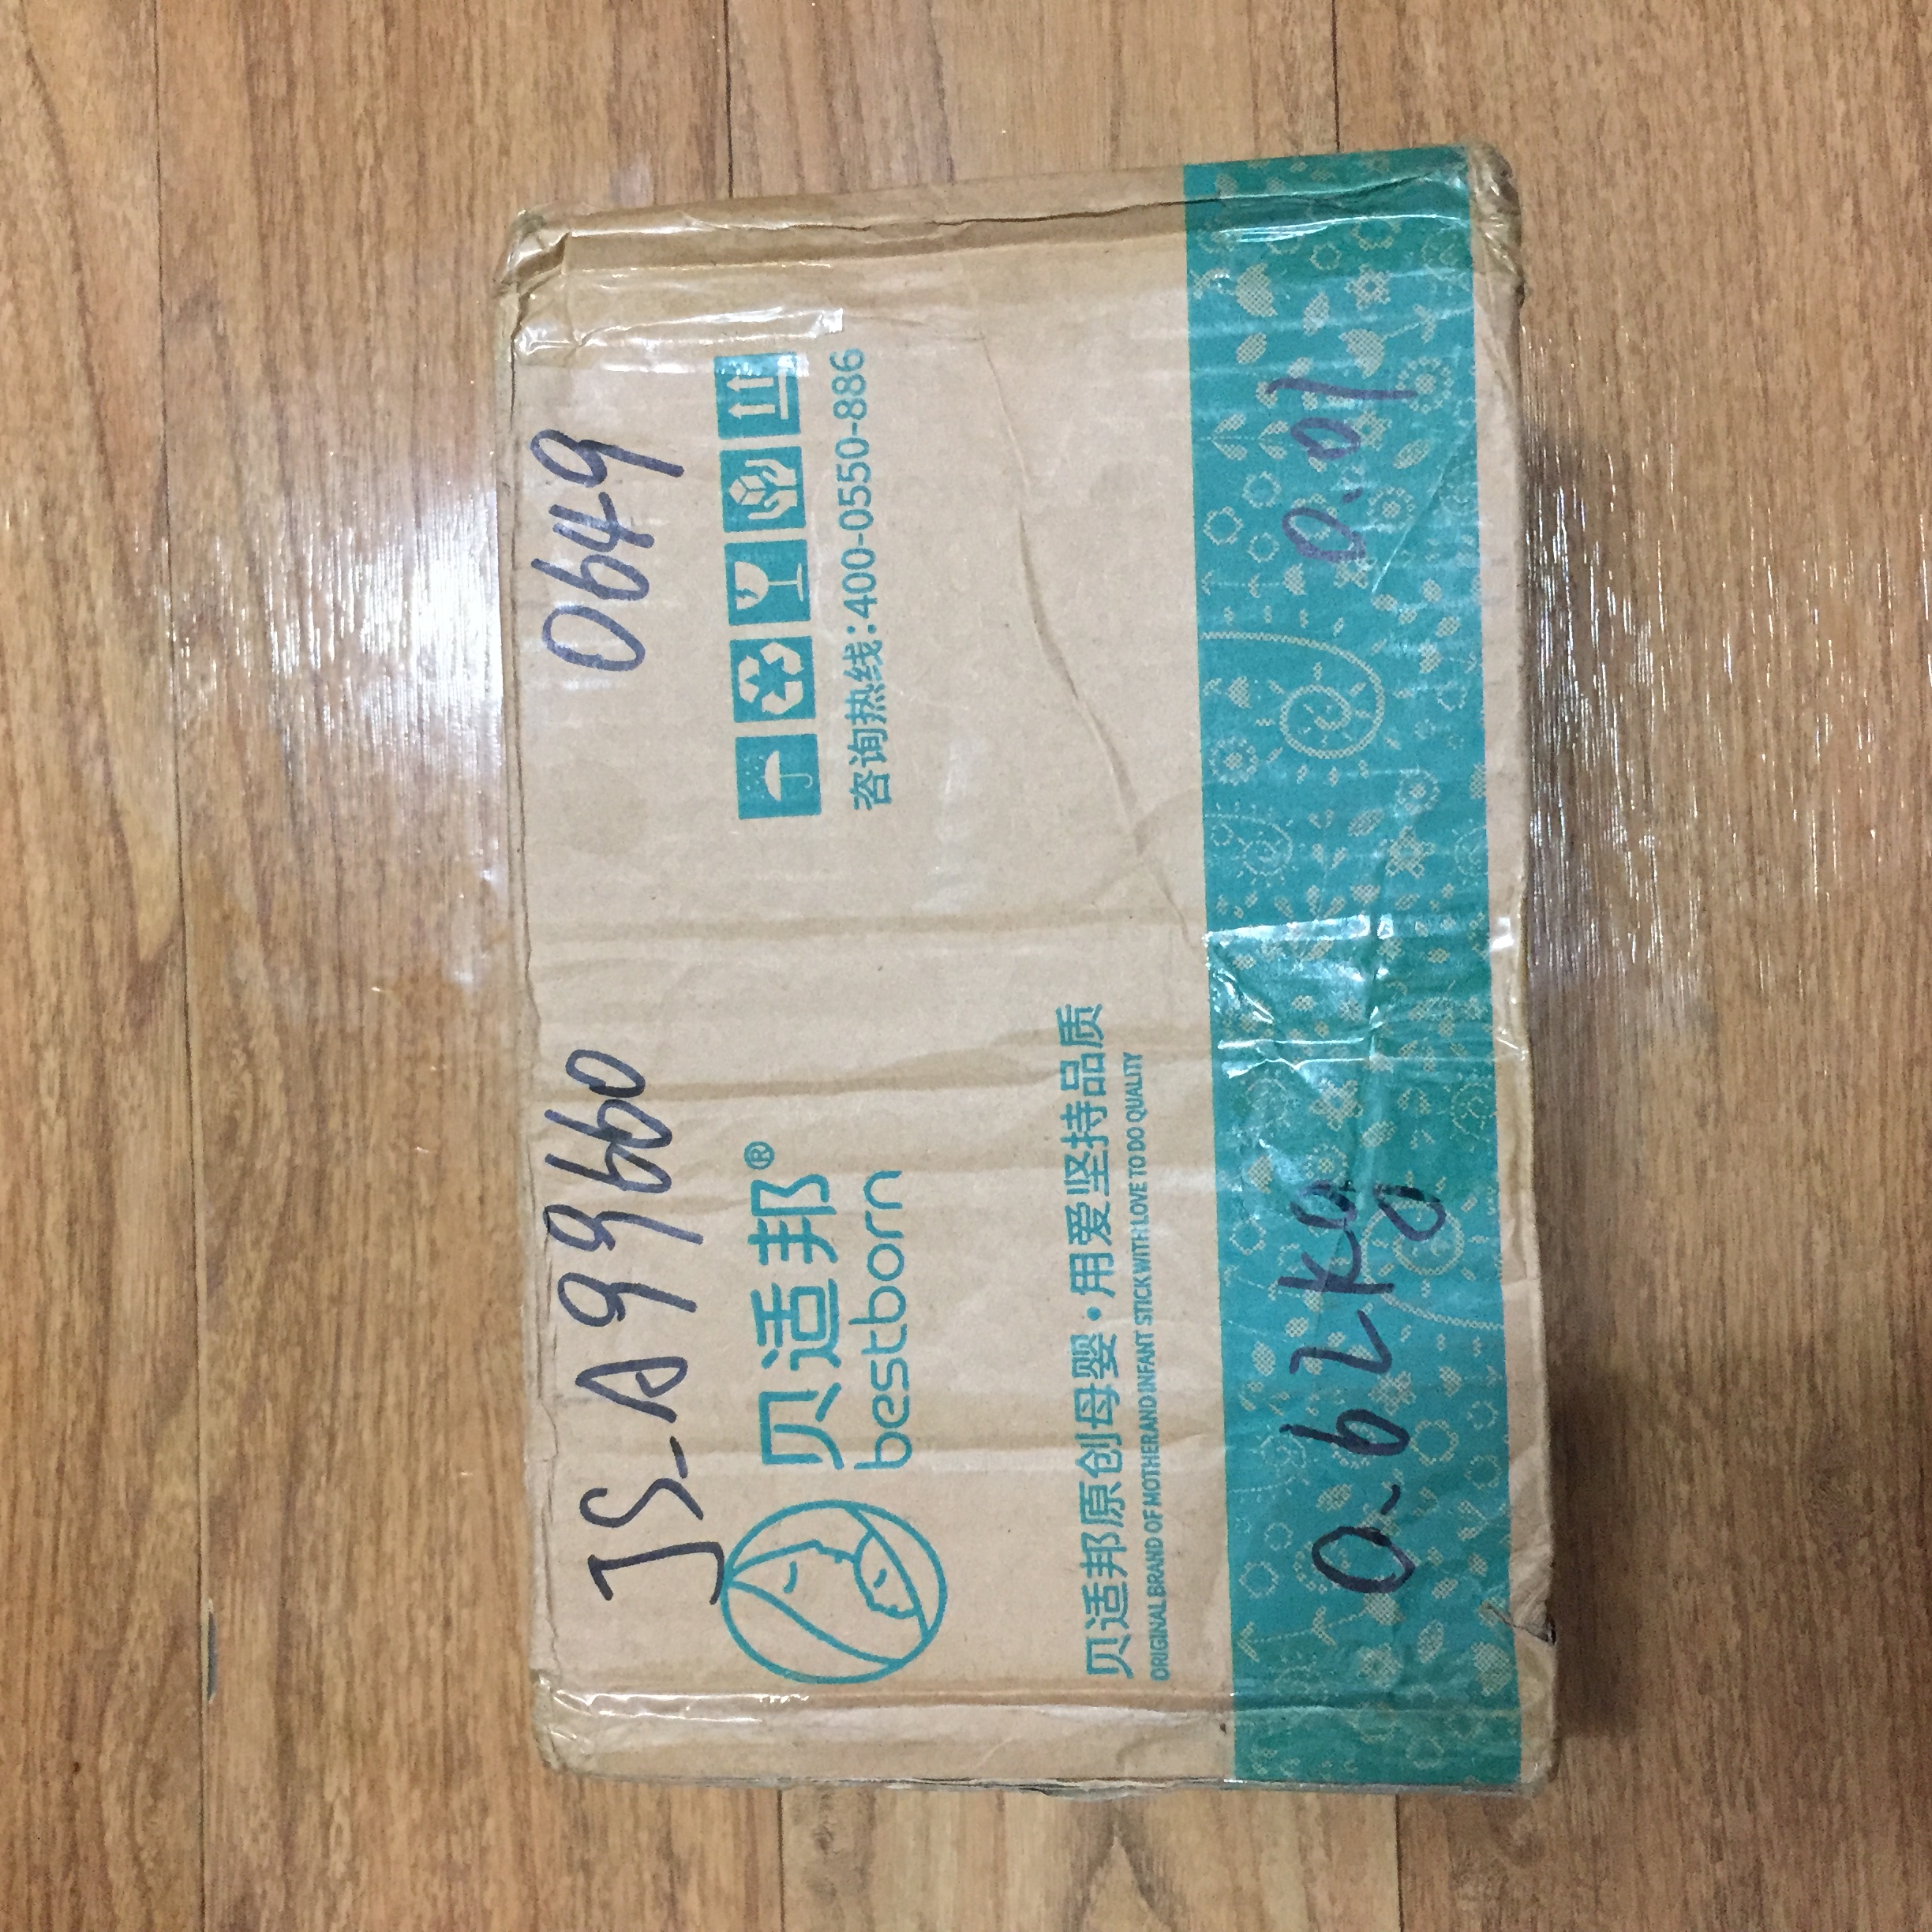 JS-A99660
0649
贝适邦®
bestborn
咨询热线:400-0550-886
贝适邦原创母婴·用爱坚持品质
ORIGINAL BRAND OF MOTHER AND INFANT STICK WITH LOVE TO DO QUALITY
0.62kg
0.01